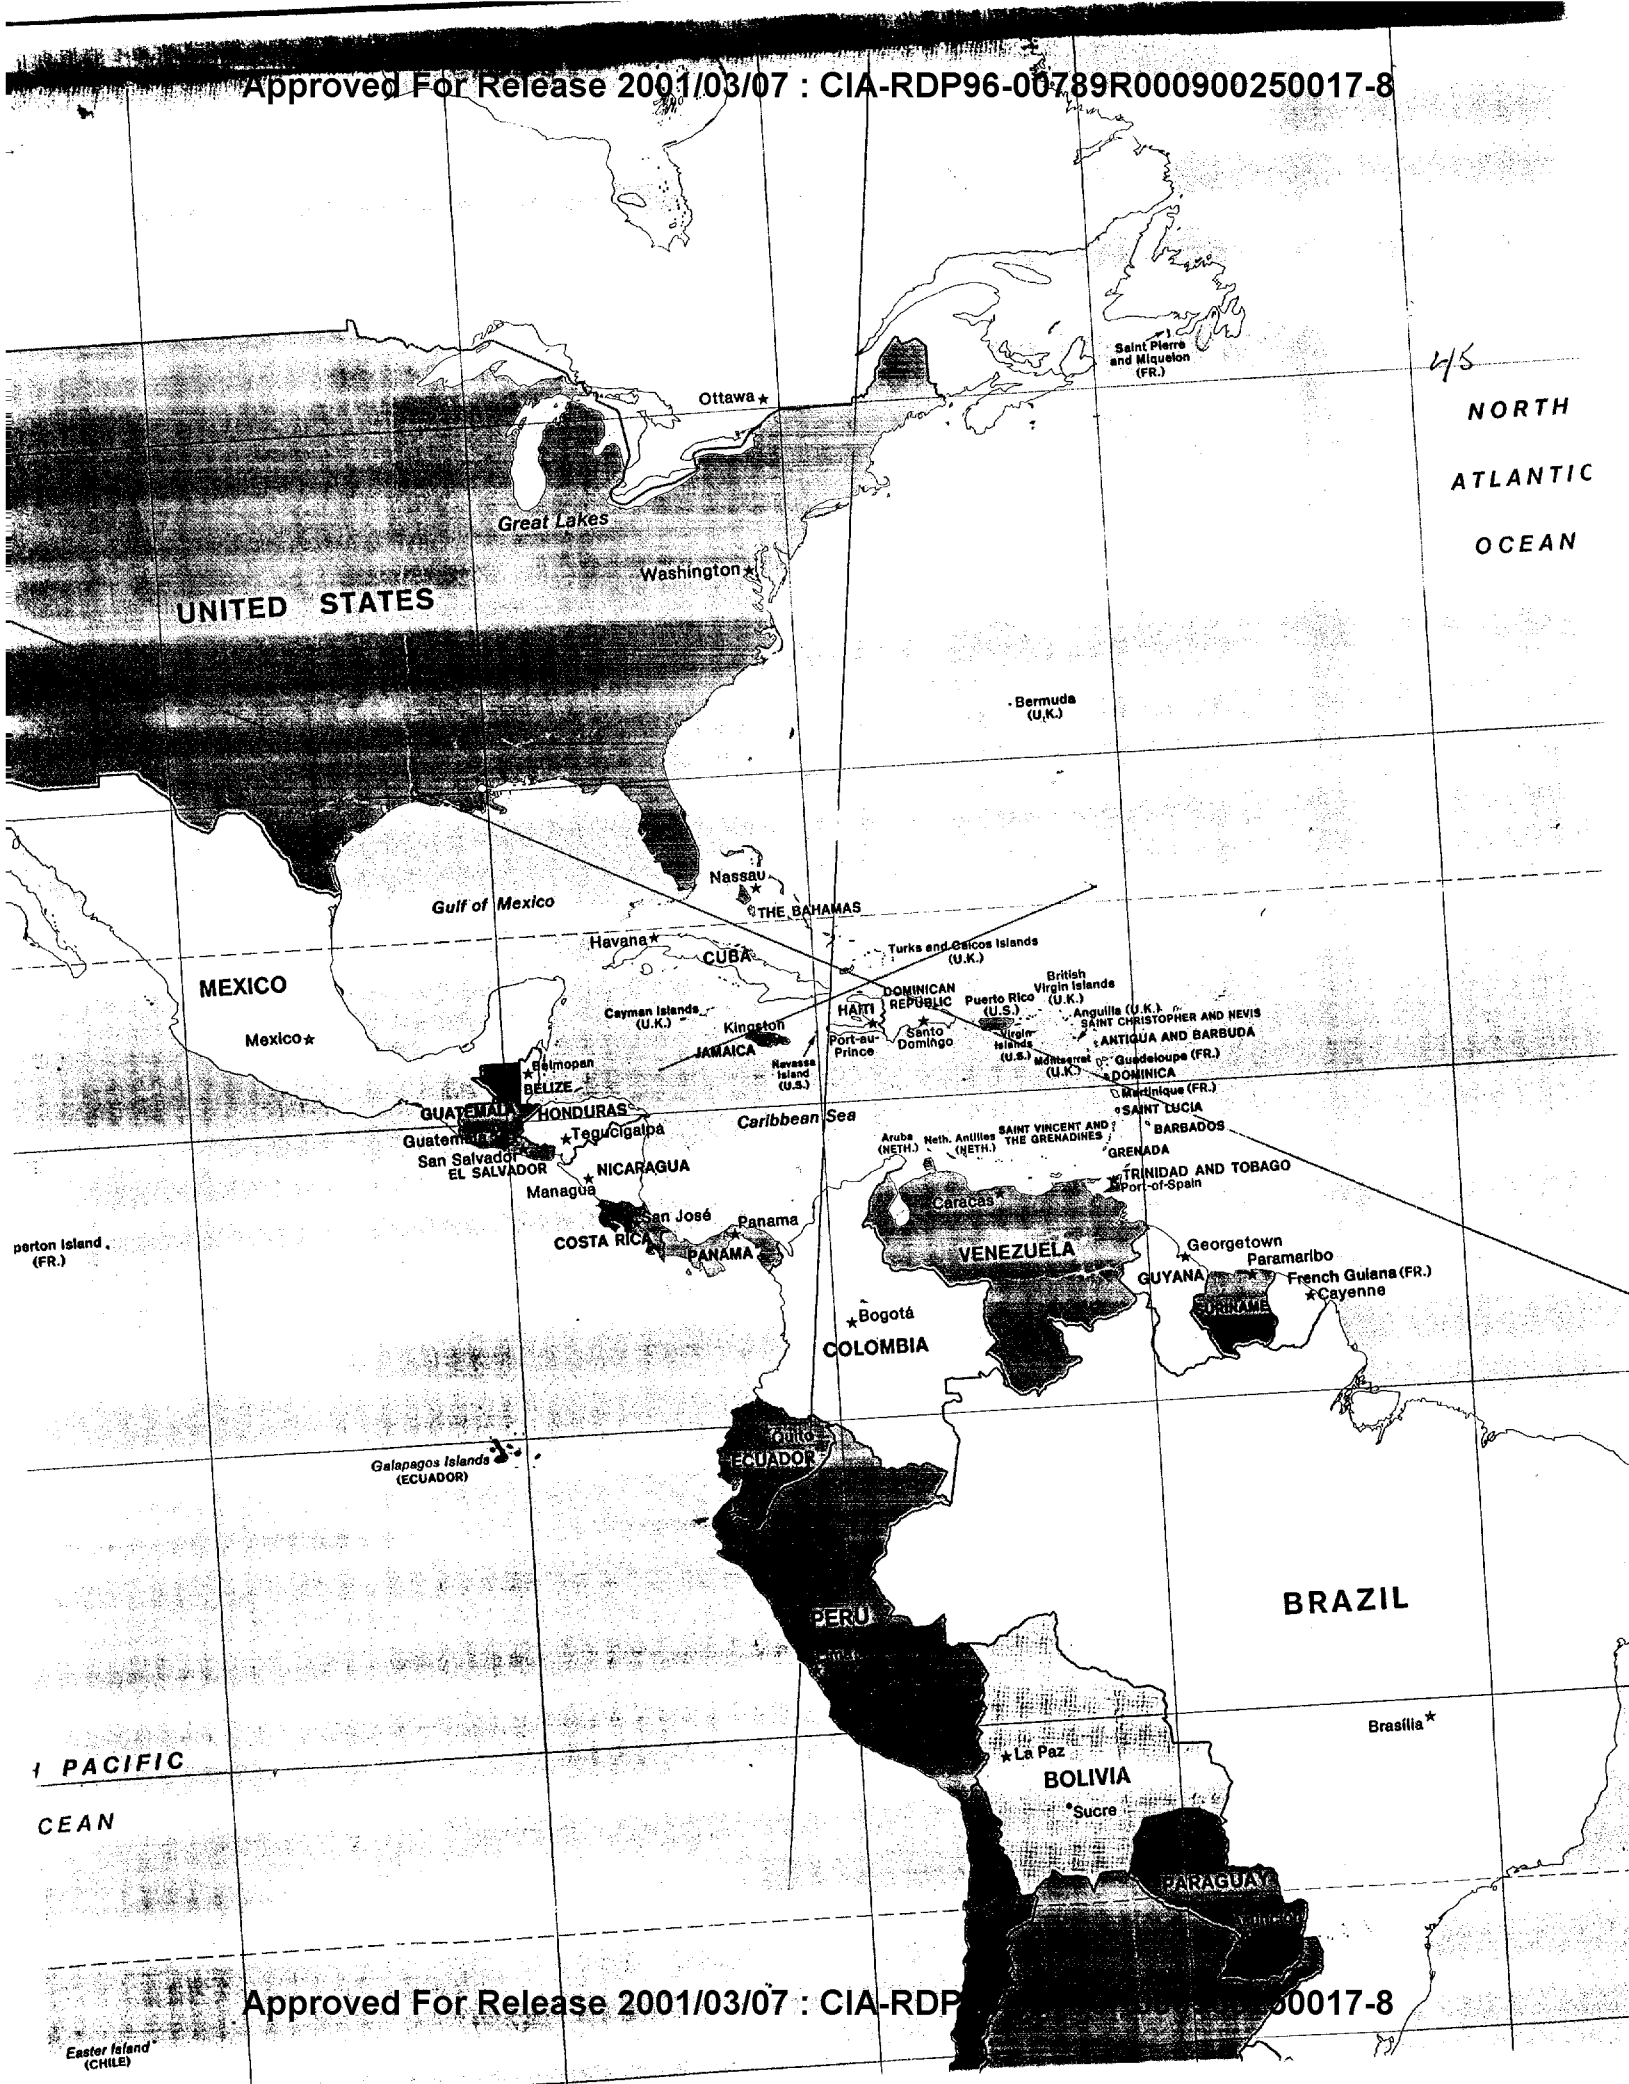 Approved For Release 2001/03/07 : CIA-RDP96-00789R000900250017-8
Saint Pierre
and Miquelon
(FR.)
45
NORTH
ATLANTIC
OCEAN
Ottawa
Great Lakes
Washington
UNITED STATES
Bermuda
(U.K.)
Nassau
THE BAHAMAS
Gulf of Mexico
Havana
CUBA
Turks and Caicos Islands
(U.K.)
MEXICO
Mexico
Cayman Islands
(U.K.)
Kingston
JAMAICA
HAITI
Port-au-
Prince
DOMINICAN
REPUBLIC
Santo
Domingo
Navassa
Island
(U.S.)
Puerto Rico
(U.S.)
British
Virgin Islands
(U.K.)
Virgin
Islands
(U.S.)
Anguilla (U.K.)
SAINT CHRISTOPHER AND NEVIS
ANTIGUA AND BARBUDA
Montserrat
(U.K.)
Guadeloupe (FR.)
DOMINICA
Martinique (FR.)
SAINT LUCIA
BARBADOS
SAINT VINCENT AND
THE GRENADINES
GRENADA
Aruba
(NETH.)
Neth. Antilles
(NETH.)
TRINIDAD AND TOBAGO
Port-of-Spain
Caribbean Sea
Belmopan
BELIZE
GUATEMALA
Guatemala
HONDURAS
Tegucigalpa
San Salvador
EL SALVADOR
NICARAGUA
Managua
San José
COSTA RICA
Panama
PANAMA
perton Island
(FR.)
Caracas
VENEZUELA
Georgetown
GUYANA
Paramaribo
SURINAME
French Guiana (FR.)
Cayenne
Bogotá
COLOMBIA
Quito
ECUADOR
Galapagos Islands
(ECUADOR)
PERU
Lima
BRAZIL
Brasília
La Paz
BOLIVIA
Sucre
PARAGUAY
Asunción
PACIFIC
CEAN
Approved For Release 2001/03/07 : CIA-RDP
0017-8
Easter Island
(CHILE)